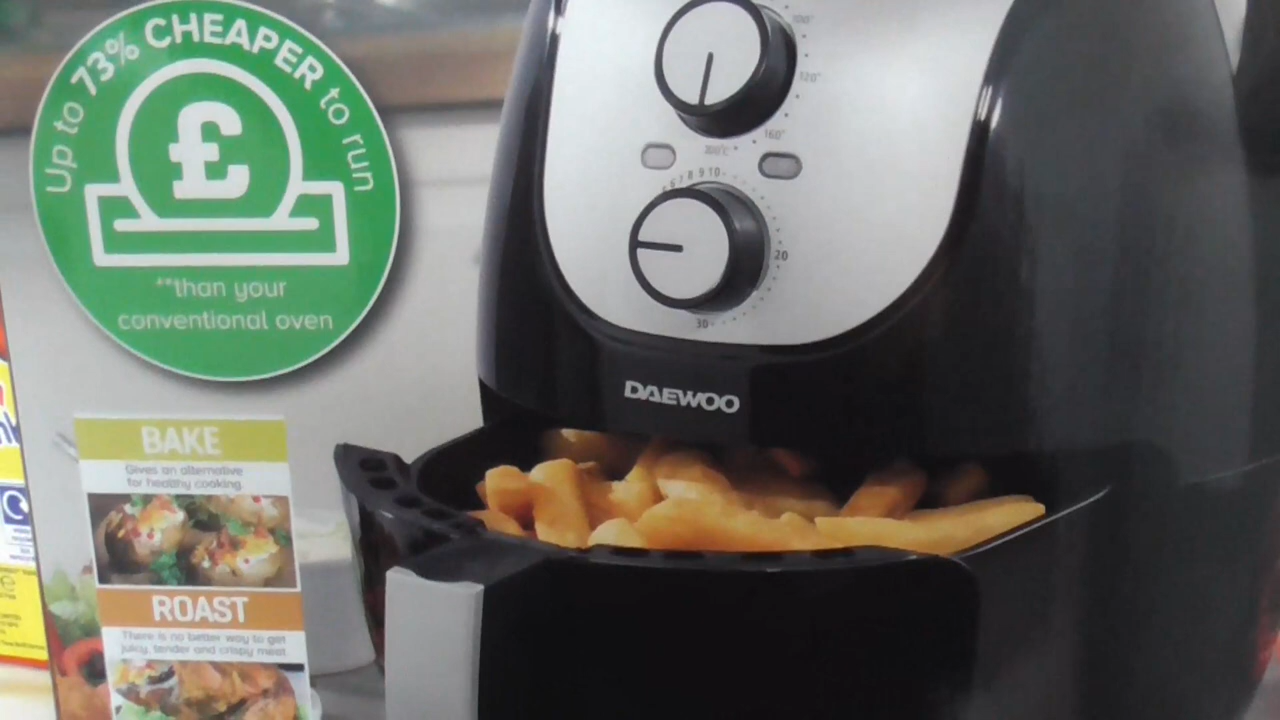 Up to 73% CHEAPER to run
£
**than your
conventional oven
BAKE
Gives an alternative
for healthy cooking.
ROAST
There is no better way to get
juicy, tender and crispy meat
100°
120°
160°
200°C
6 7 8 9 10
20
30
DAEWOO